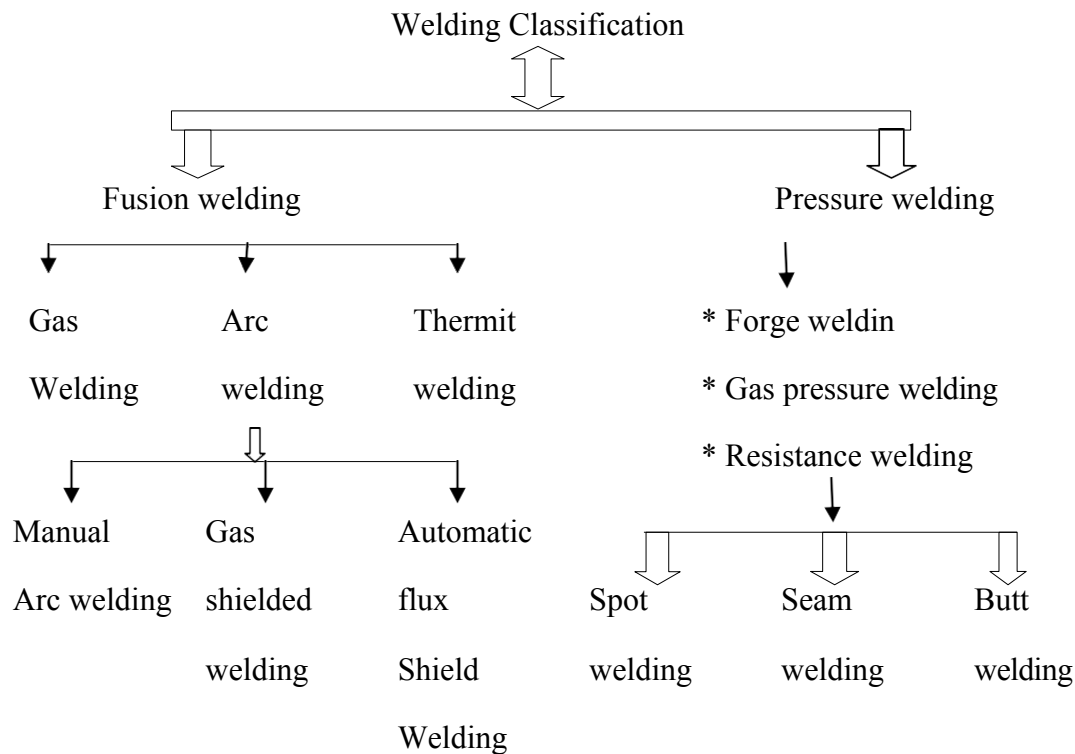 Welding Classification
Fusion welding
Pressure welding
Gas
Welding
Arc
welding
Thermit
welding
* Forge weldin
* Gas pressure welding
* Resistance welding
Manual
Arc welding
Gas
shielded
welding
Automatic
flux
Shield
Welding
Spot
welding
Seam
welding
Butt
welding